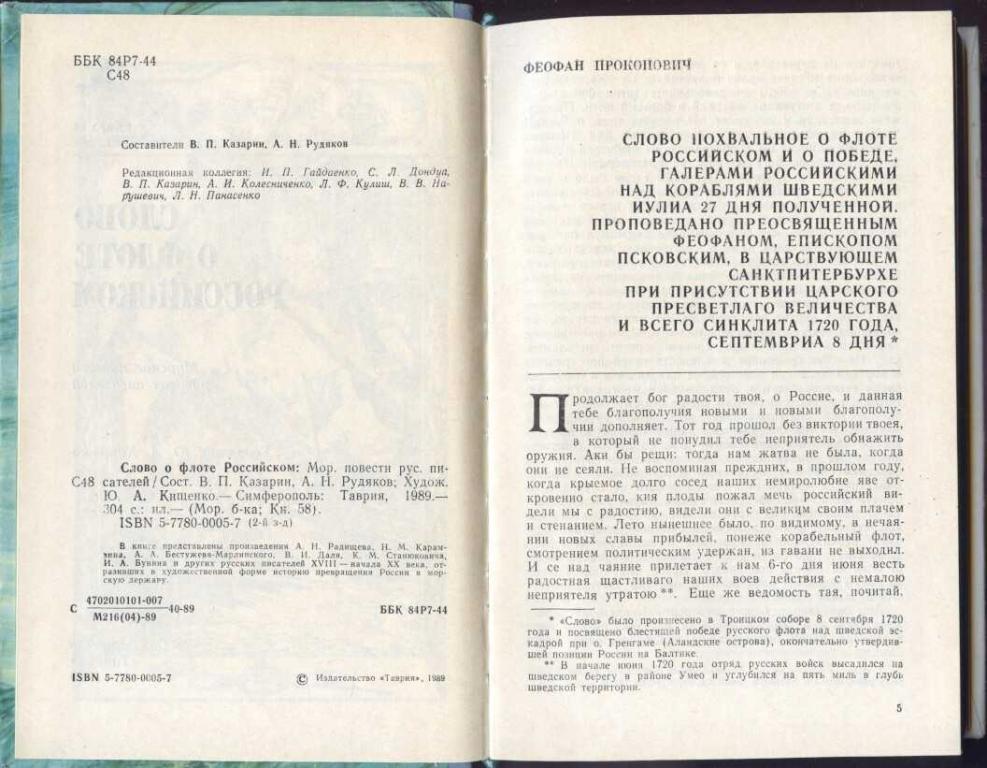 ББК 84Р7-44
С48
Составители В. П. Казарин, А. Н. Рудяков
Редакционная коллегия: И. П. Гайдаенко, С. Л. Дондуа,
В. П. Казарин, А. И. Колесниченко, Л. Ф. Кулиш, В. В. На-
рушевич, Л. Н. Панасенко
Слово о флоте Российском: Мор. повести рус. пи-
С48 сателей/Сост. В. П. Казарин, А. Н. Рудяков; Худож.
Ю. А. Кищенко.— Симферополь: Таврия, 1989.—
304 с.: ил.— (Мор. б-ка; Кн. 58).
ISBN 5-7780-0005-7 (2-й з-д)
В книге представлены произведения А. Н. Радищева, Н. М. Карам-
зина, А. А. Бестужева-Марлинского, В. И. Даля, К. М. Станюковича,
И. А. Бунина и других русских писателей XVIII — начала XX века, от-
разивших в художественной форме историю превращения России в мор-
скую державу.
С 4702010101-007
М216(04)-89
40-89
ББК 84Р7-44
ISBN 5-7780-0005-7
© Издательство «Таврия», 1989
ФЕОФАН ПРОКОПОВИЧ
СЛОВО ПОХВАЛЬНОЕ О ФЛОТЕ
РОССИЙСКОМ И О ПОБЕДЕ,
ГАЛЕРАМИ РОССИЙСКИМИ
НАД КОРАБЛЯМИ ШВЕДСКИМИ
ИУЛИА 27 ДНЯ ПОЛУЧЕННОЙ.
ПРОПОВЕДАНО ПРЕОСВЯЩЕННЫМ
ФЕОФАНОМ, ЕПИСКОПОМ
ПСКОВСКИМ, В ЦАРСТВУЮЩЕМ
САНКТПИТЕРБУРХЕ
ПРИ ПРИСУТСТВИИ ЦАРСКОГО
ПРЕСВЕТЛАГО ВЕЛИЧЕСТВА
И ВСЕГО СИНКЛИТА 1720 ГОДА,
СЕПТЕМВРИА 8 ДНЯ *
Продолжает бог радости твоя, о Россие, и данная
тебе благополучия новыми и новыми благополу-
чии дополняет. Тот год прошол без виктории твоея,
в который не понудил тебе неприятель обнажить
оружия. Аки бы рещи: тогда нам жатва не была, когда
они не сеяли. Не воспоминая преждних, в прошлом году,
когда крыемое долго сосед наших немиролюбие яве от-
кровенно стало, кия плоды пожал мечь российский ви-
дели мы с радостию, видели они с великим своим плачем
и стенанием. Лето нынешнее было, по видимому, в нечая-
нии новых славы прибылей, понеже корабельный флот,
смотрением политическим удержан, из гавани не выходил.
И се над чаяние прилетает к нам 6-го дня июня весть
радостная щастливаго наших воев действия с немалою
неприятеля утратою **. Еще же ведомость тая, почитай,
* «Слово» было произнесено в Троицком соборе 8 сентября 1720
года и посвящено блестящей победе русского флота над шведской эс-
кадрой при о. Гренгаме (Аландские острова), окончательно утвердив-
шей позиции России на Балтике.
** В начале июня 1720 года отряд русских войск высадился на
шведском берегу в районе Умео и углубился на пять миль в глубь
шведской территории.
5